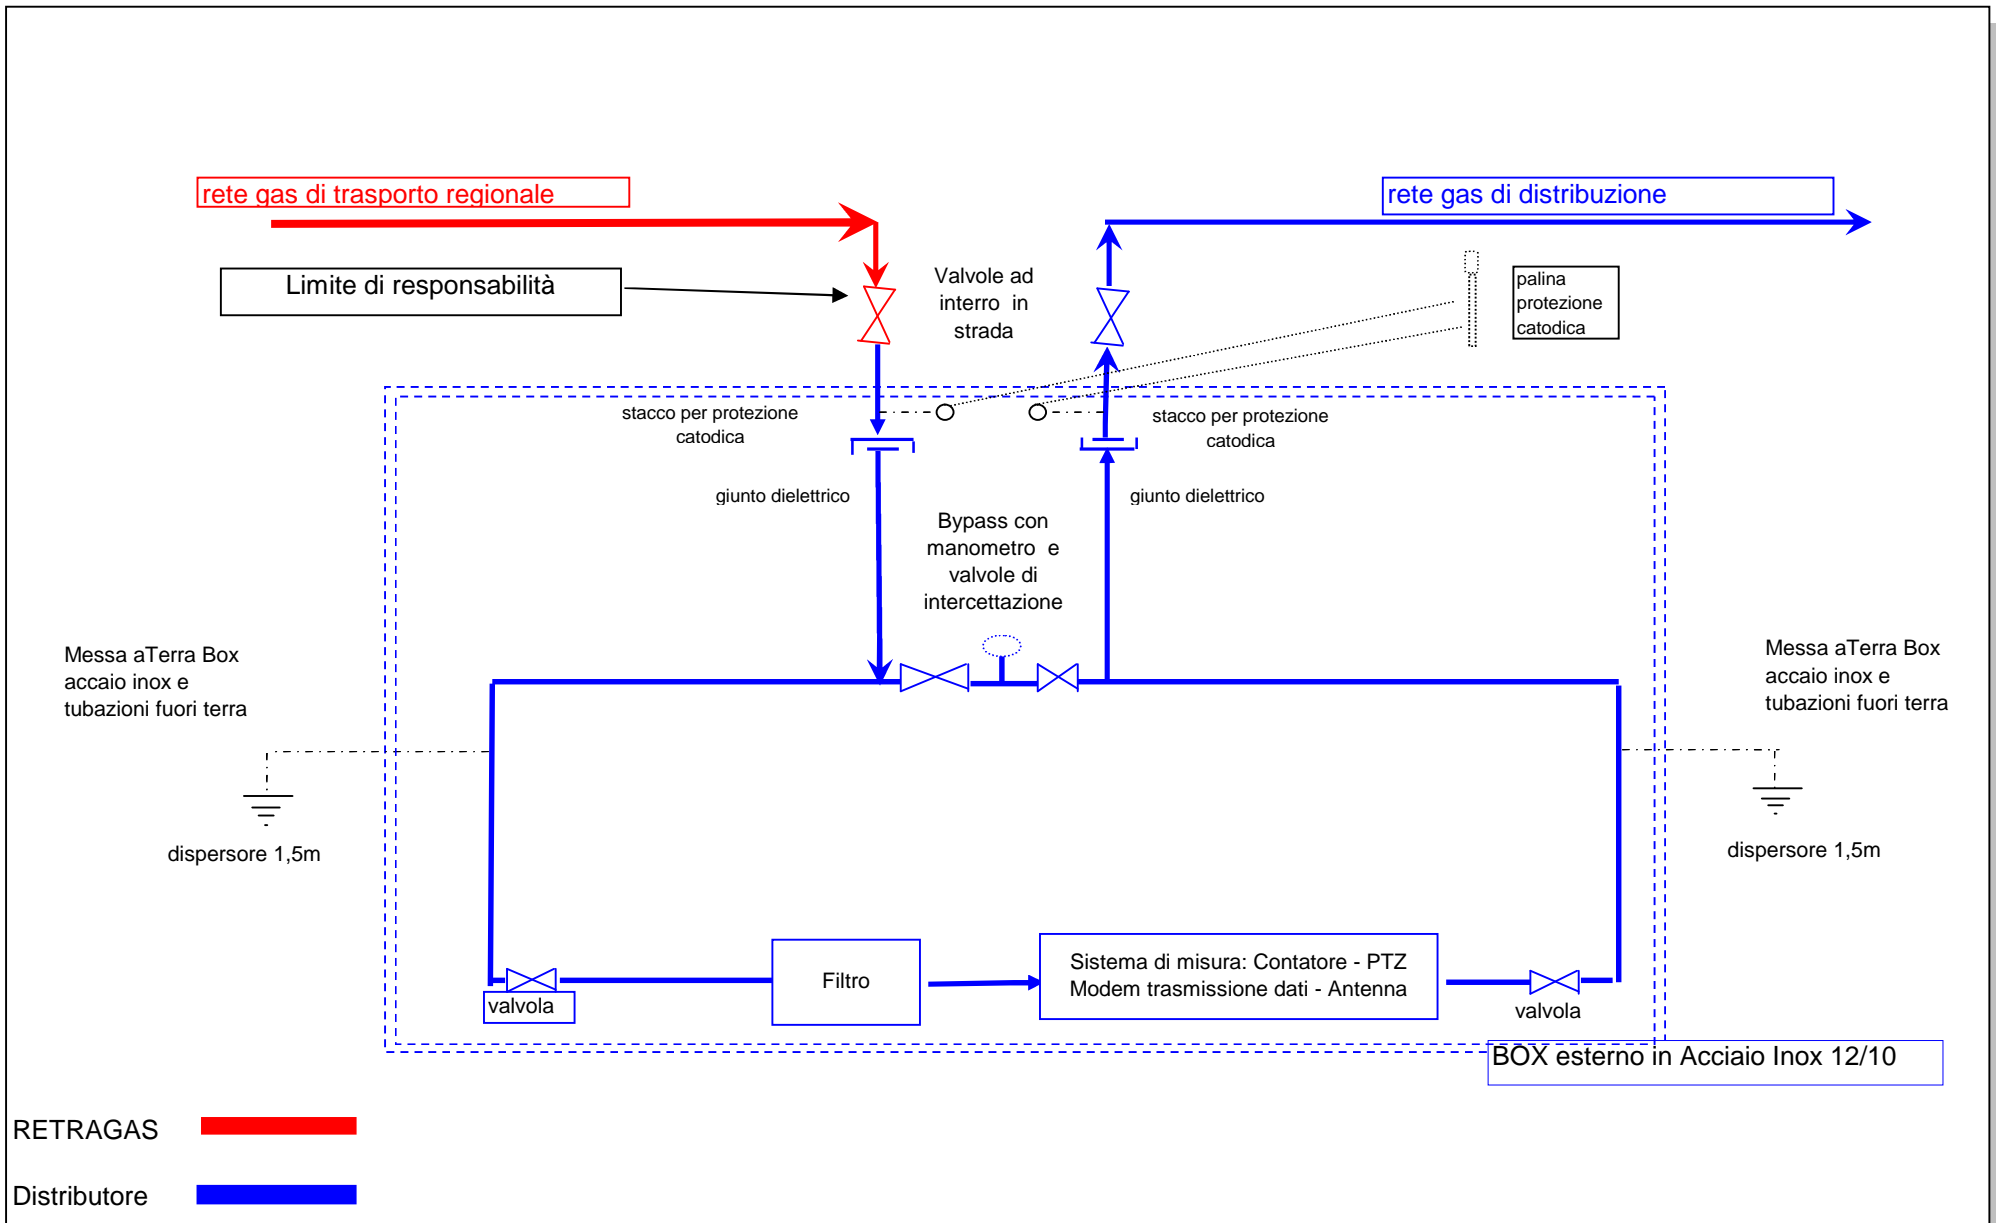 rete gas di trasporto regionale
rete gas di distribuzione
Limite di responsabilità
Valvole ad
interro in
strada
palina
protezione
catodica
stacco per protezione
catodica
stacco per protezione
catodica
giunto dielettrico
giunto dielettrico
Bypass con
manometro e
valvole di
intercettazione
Messa aTerra Box
accaio inox e
tubazioni fuori terra
Messa aTerra Box
accaio inox e
tubazioni fuori terra
dispersore 1,5m
dispersore 1,5m
Filtro
Sistema di misura: Contatore - PTZ
Modem trasmissione dati - Antenna
valvola
valvola
BOX esterno in Acciaio Inox 12/10
RETRAGAS
Distributore